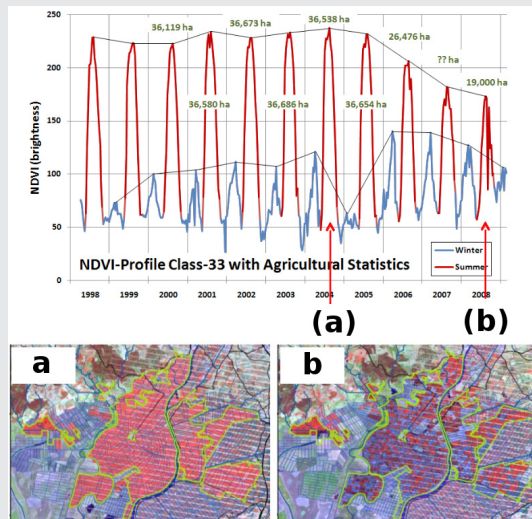 250
36,119 ha
36,673 ha
36,538 ha
26,476 ha
?? ha
19,000 ha
200
36,580 ha
36,686 ha
36,654 ha
150
100
50
0
NDVI (brightness)
NDVI-Profile Class-33 with Agricultural Statistics
Winter
Summer
1998 1999 2000 2001 2002 2003 2004 2005 2006 2007 2008
(a) (b)
a b